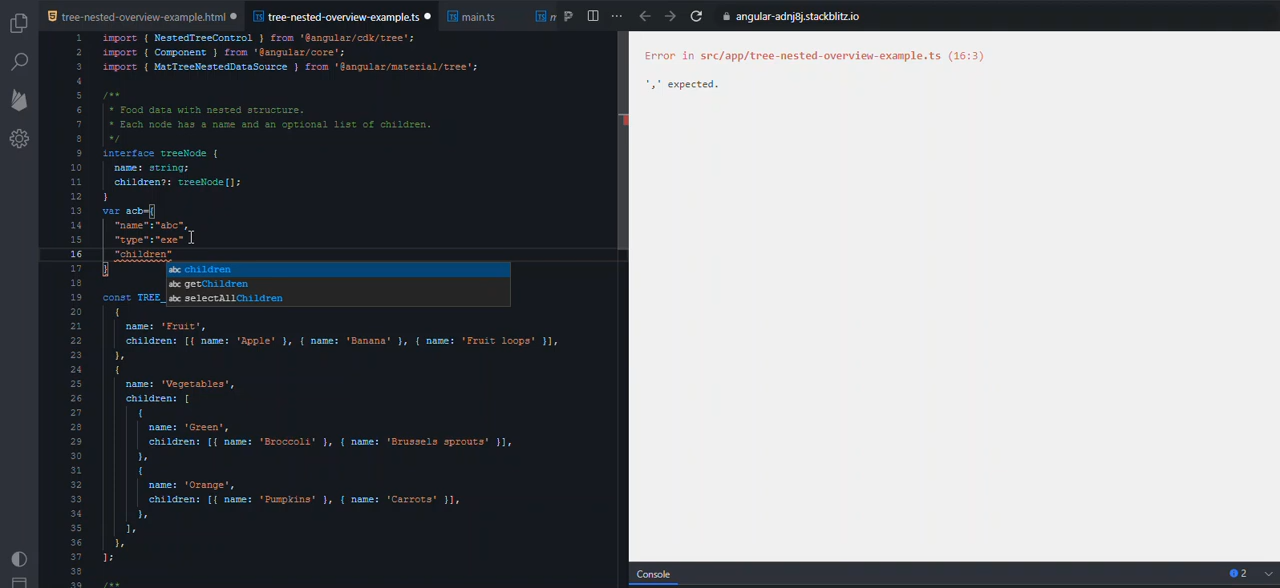 tree-nested-overview-example.html
tree-nested-overview-example.ts
main.ts
angular-adnj8j.stackblitz.io
1 import { NestedTreeControl } from '@angular/cdk/tree';
2 import { Component } from '@angular/core';
3 import { MatTreeNestedDataSource } from '@angular/material/tree';
4
5 /**
6 * Food data with nested structure.
7 * Each node has a name and an optional list of children.
8 */
9 interface treeNode {
10 name: string;
11 children?: treeNode[];
12 }
13 var acb={
14 "name":"abc",
15 "type":"exe"
16 "children"
17 }
abc children
abc getChildren
abc selectAllChildren
18
19 const TREE_
20 {
21 name: 'Fruit',
22 children: [{ name: 'Apple' }, { name: 'Banana' }, { name: 'Fruit loops' }],
23 },
24 {
25 name: 'Vegetables',
26 children: [
27 {
28 name: 'Green',
29 children: [{ name: 'Broccoli' }, { name: 'Brussels sprouts' }],
30 },
31 {
32 name: 'Orange',
33 children: [{ name: 'Pumpkins' }, { name: 'Carrots' }],
34 },
35 ],
36 },
37 ];
38
39 /**
Error in src/app/tree-nested-overview-example.ts (16:3)
',' expected.
Console
2